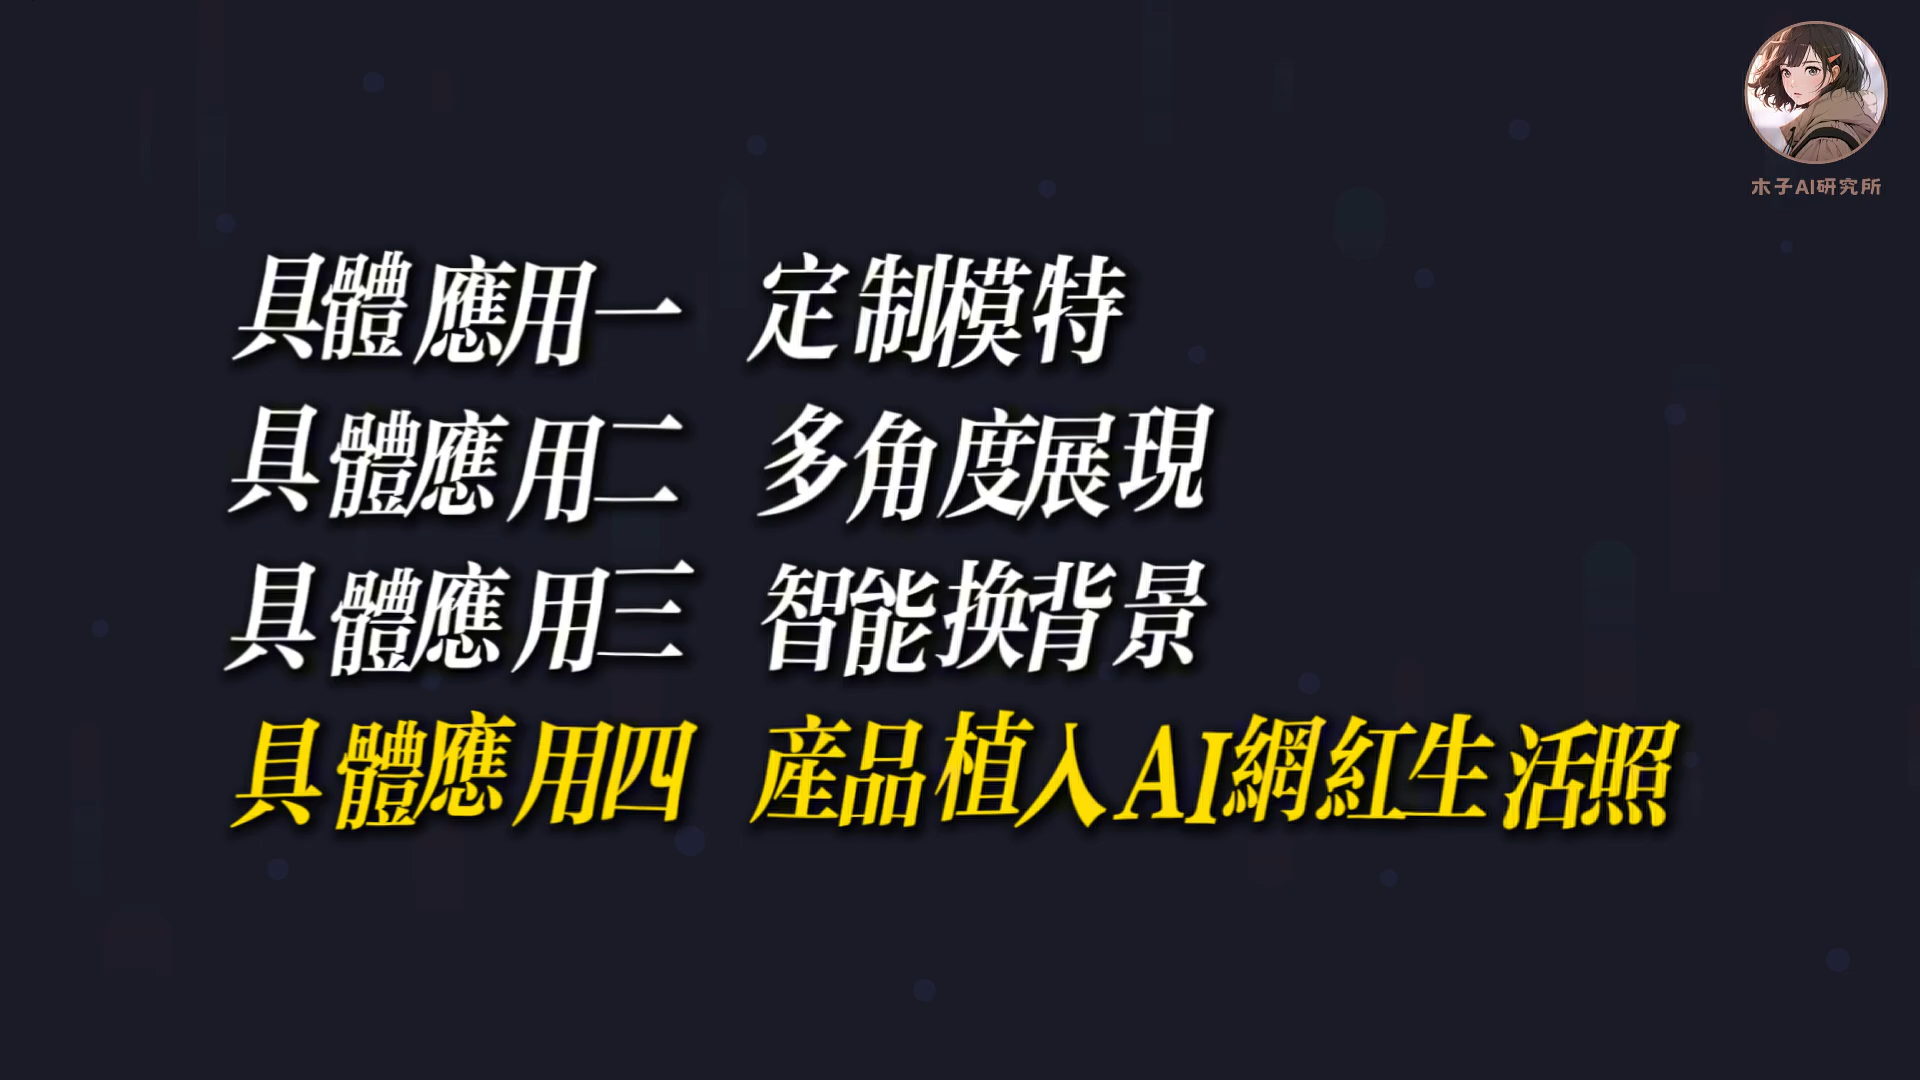 木子AI研究所
具體應用一 定制模特
具體應用二 多角度展現
具體應用三 智能换背景
具體應用四 産品植入AI網紅生活照